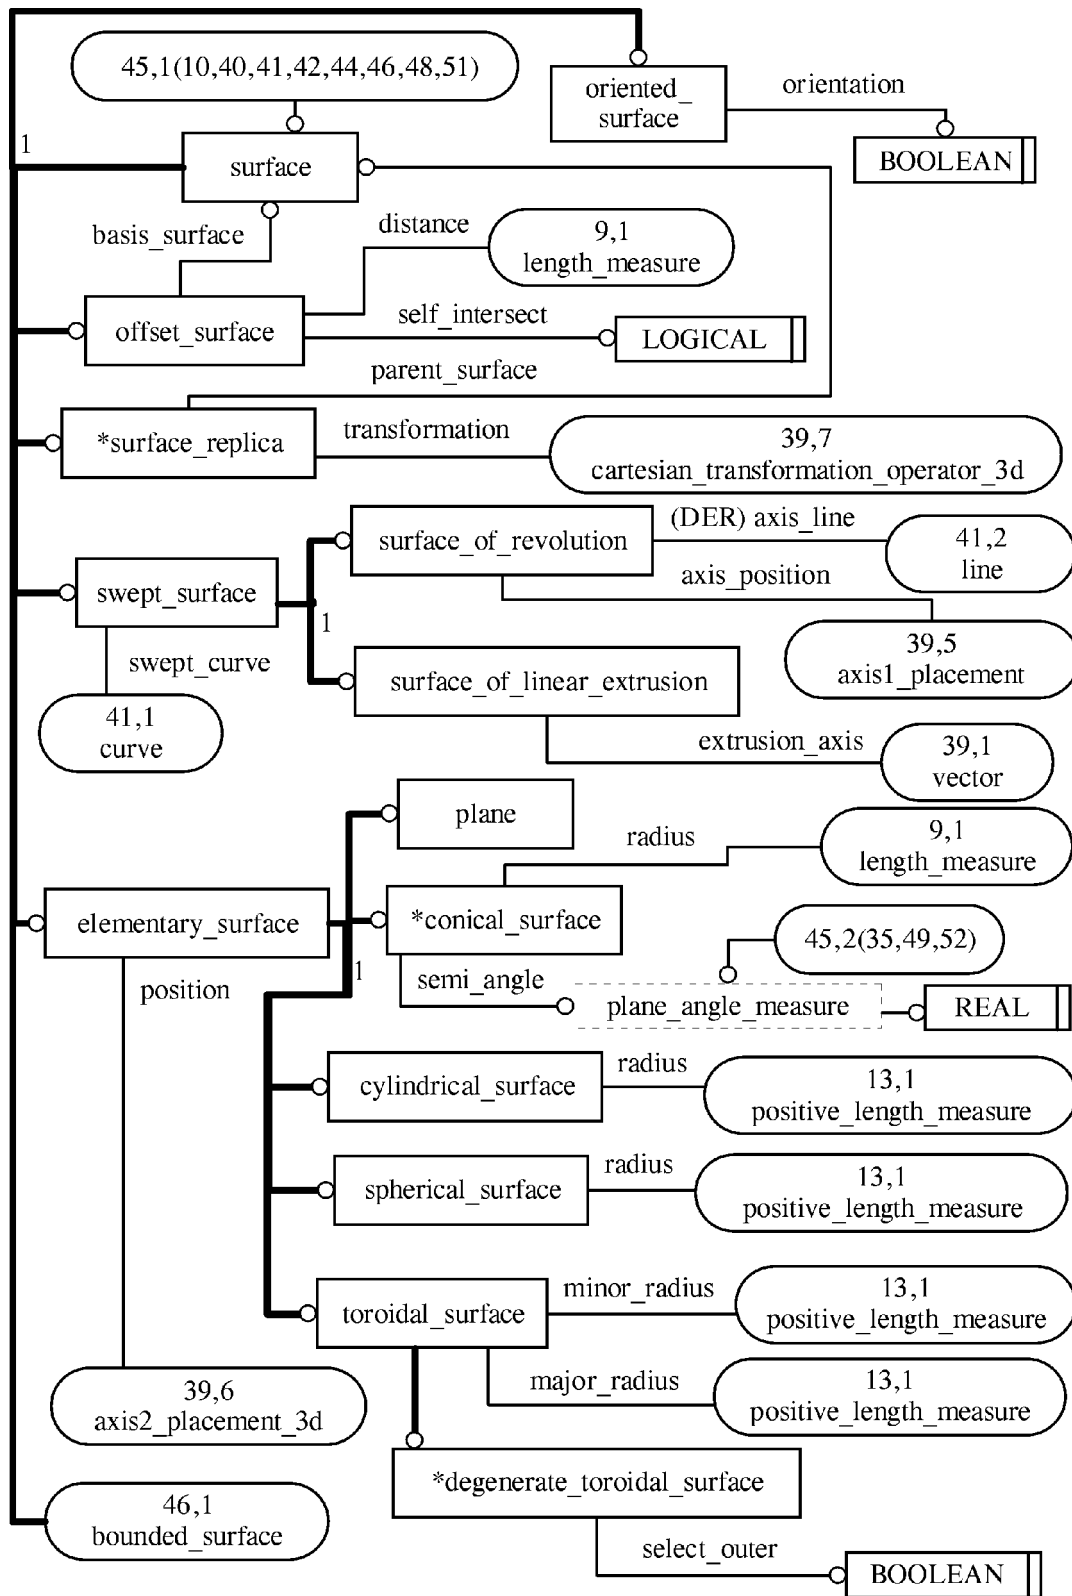 45,1(10,40,41,42,44,46,48,51)
oriented_
surface
orientation
BOOLEAN
1
surface
basis_surface
distance
9,1
length_measure
offset_surface
self_intersect
LOGICAL
parent_surface
*surface_replica
transformation
39,7
cartesian_transformation_operator_3d
surface_of_revolution
(DER) axis_line
41,2
line
axis_position
swept_surface
1
39,5
axis1_placement
swept_curve
surface_of_linear_extrusion
41,1
curve
extrusion_axis
39,1
vector
plane
radius
9,1
length_measure
elementary_surface
*conical_surface
1
45,2(35,49,52)
position
semi_angle
plane_angle_measure
REAL
cylindrical_surface
radius
13,1
positive_length_measure
spherical_surface
radius
13,1
positive_length_measure
toroidal_surface
minor_radius
13,1
positive_length_measure
major_radius
13,1
positive_length_measure
39,6
axis2_placement_3d
*degenerate_toroidal_surface
46,1
bounded_surface
select_outer
BOOLEAN